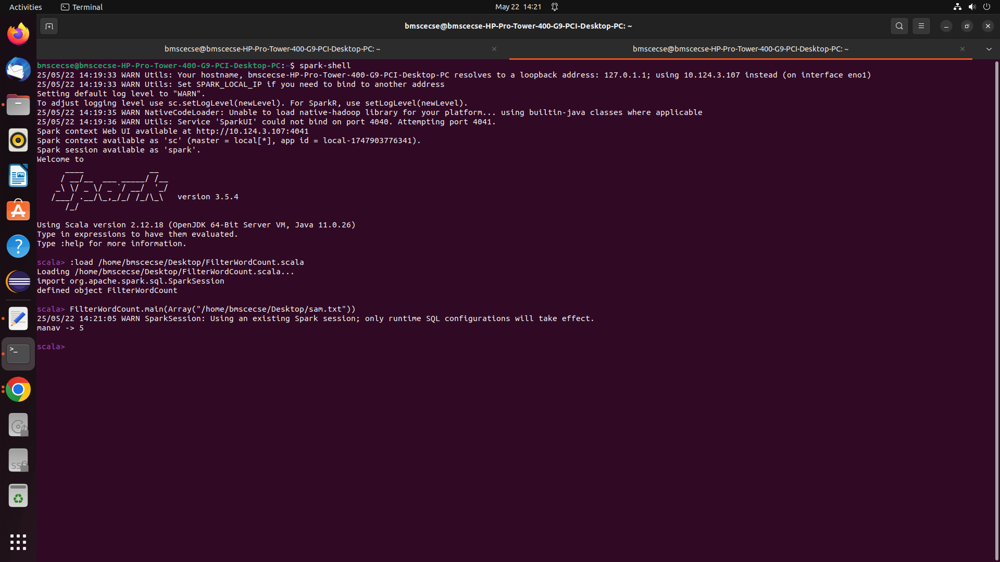 Activities
Terminal
May 22 14:21
bmscecse@bmscecse-HP-Pro-Tower-400-G9-PCI-Desktop-PC: ~
bmscecse@bmscecse-HP-Pro-Tower-400-G9-PCI-Desktop-PC: ~
bmscecse@bmscecse-HP-Pro-Tower-400-G9-PCI-Desktop-PC: ~
bmscecse@bmscecse-HP-Pro-Tower-400-G9-PCI-Desktop-PC:~$ spark-shell
25/05/22 14:19:33 WARN Utils: Your hostname, bmscecse-HP-Pro-Tower-400-G9-PCI-Desktop-PC resolves to a loopback address: 127.0.1.1; using 10.124.3.107 instead (on interface eno1)
25/05/22 14:19:33 WARN Utils: Set SPARK_LOCAL_IP if you need to bind to another address
Setting default log level to "WARN".
To adjust logging level use sc.setLogLevel(newLevel). For SparkR, use setLogLevel(newLevel).
25/05/22 14:19:35 WARN NativeCodeLoader: Unable to load native-hadoop library for your platform... using builtin-java classes where applicable
25/05/22 14:19:36 WARN Utils: Service 'SparkUI' could not bind on port 4040. Attempting port 4041.
Spark context Web UI available at http://10.124.3.107:4041
Spark context available as 'sc' (master = local[*], app id = local-1747903776341).
Spark session available as 'spark'.
Welcome to
      ____              __
     / __/__  ___ _____/ /__
    _\ \/ _ \/ _ `/ __/  '_/
   /___/ .__/\_,_/_/ /_/\_\   version 3.5.4
      /_/
Using Scala version 2.12.18 (OpenJDK 64-Bit Server VM, Java 11.0.26)
Type in expressions to have them evaluated.
Type :help for more information.
scala> :load /home/bmscecse/Desktop/FilterWordCount.scala
Loading /home/bmscecse/Desktop/FilterWordCount.scala...
import org.apache.spark.sql.SparkSession
defined object FilterWordCount
scala> FilterWordCount.main(Array("/home/bmscecse/Desktop/sam.txt"))
25/05/22 14:21:05 WARN SparkSession: Using an existing Spark session; only runtime SQL configurations will take effect.
manav -> 5
scala>